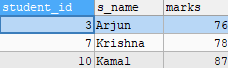 student_id s_name marks
3 Arjun 76
7 Krishna 78
10 Kamal 87